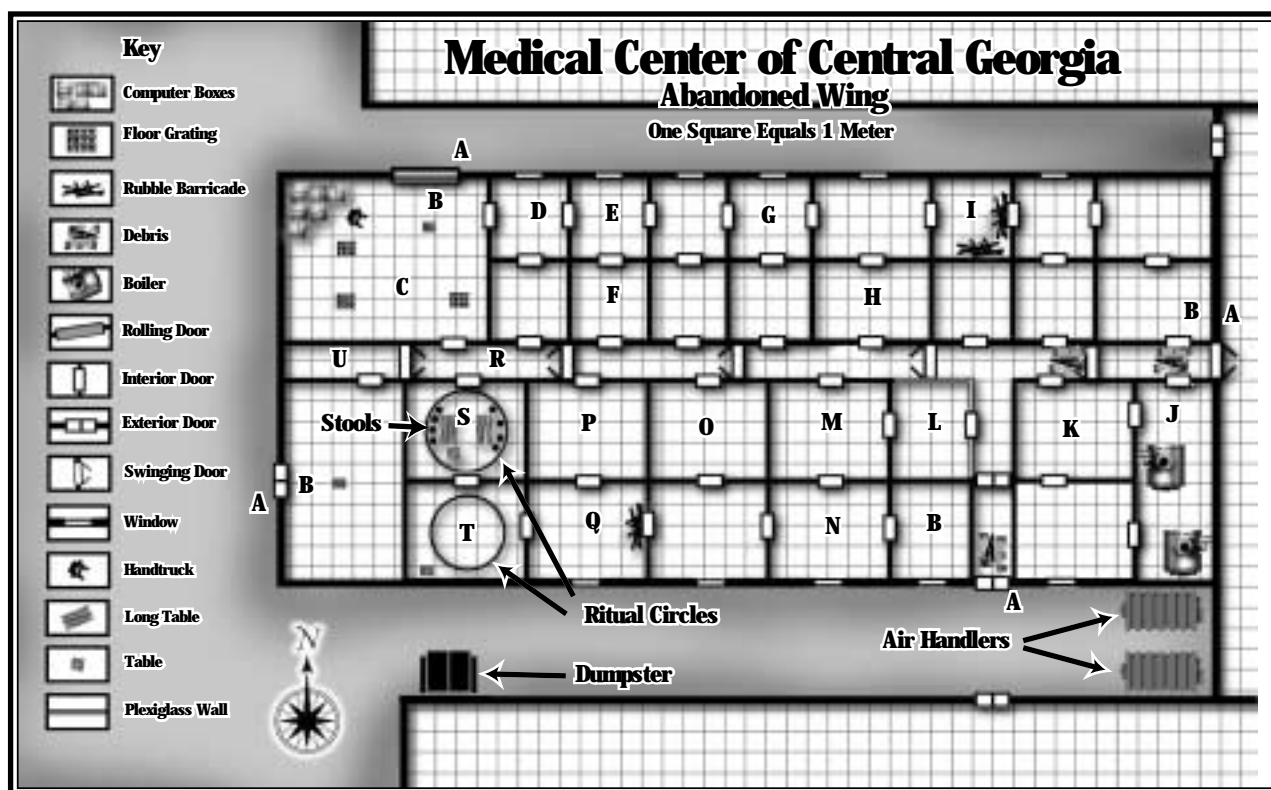 Key
Computer Boxes
Floor Grating
Rubble Barricade
Debris
Boiler
Rolling Door
Interior Door
Exterior Door
Swinging Door
Window
Handtruck
Long Table
Table
Plexiglass Wall
Medical Center of Central Georgia
Abandoned Wing
One Square Equals 1 Meter
A
B
D
E
G
I
C
F
H
B
A
U
R
Stools
S
P
O
M
L
K
J
A
B
T
Q
N
B
A
Ritual Circles
Air Handlers
Dumpster
N